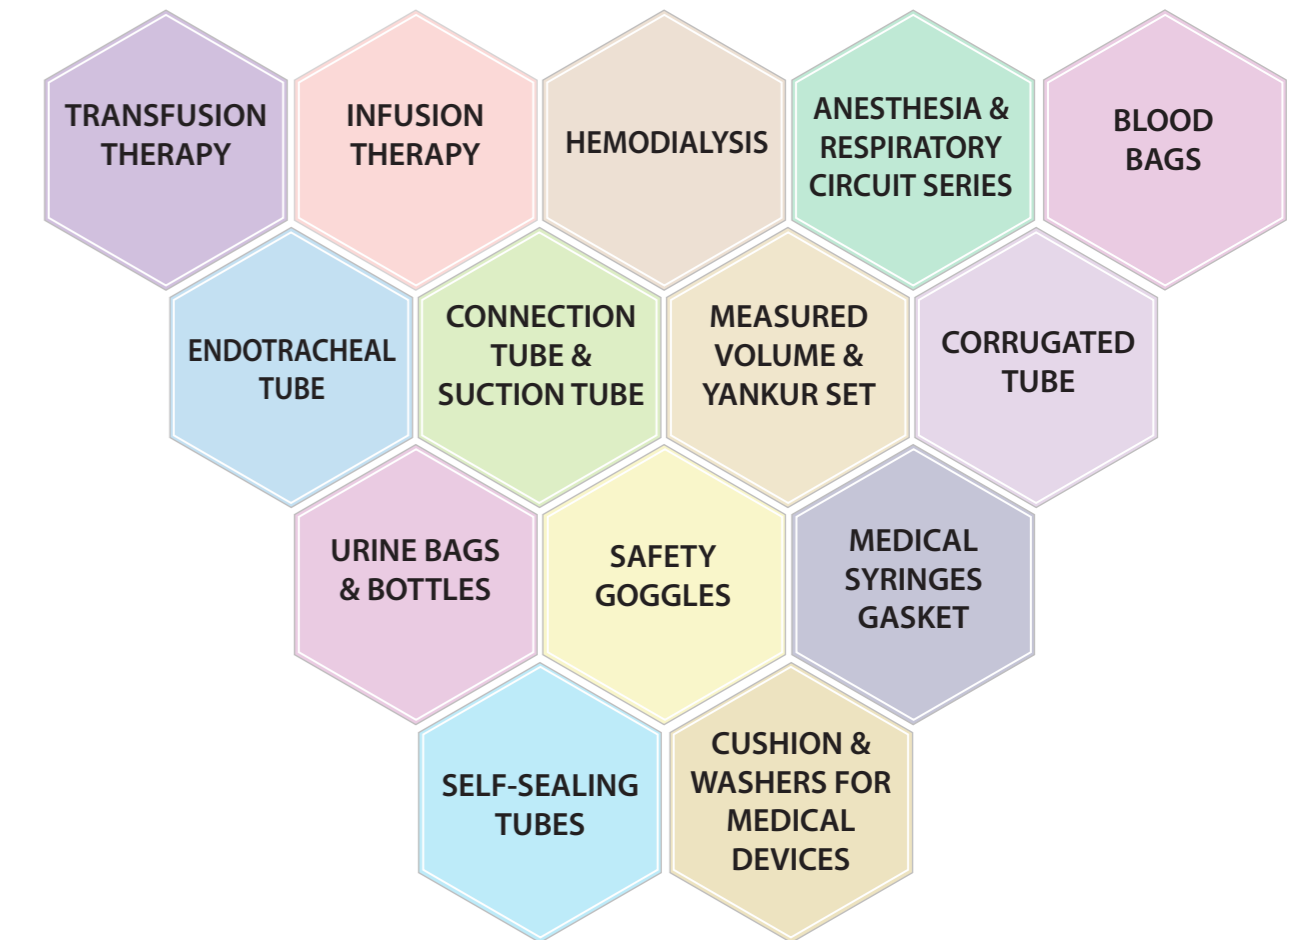 TRANSFUSION
THERAPY
INFUSION
THERAPY
HEMODIALYSIS
ANESTHESIA &
RESPIRATORY
CIRCUIT SERIES
BLOOD
BAGS
ENDOTRACHEAL
TUBE
CONNECTION
TUBE &
SUCTION TUBE
MEASURED
VOLUME &
YANKUR SET
CORRUGATED
TUBE
URINE BAGS
& BOTTLES
SAFETY
GOGGLES
MEDICAL
SYRINGES
GASKET
SELF-SEALING
TUBES
CUSHION &
WASHERS FOR
MEDICAL
DEVICES